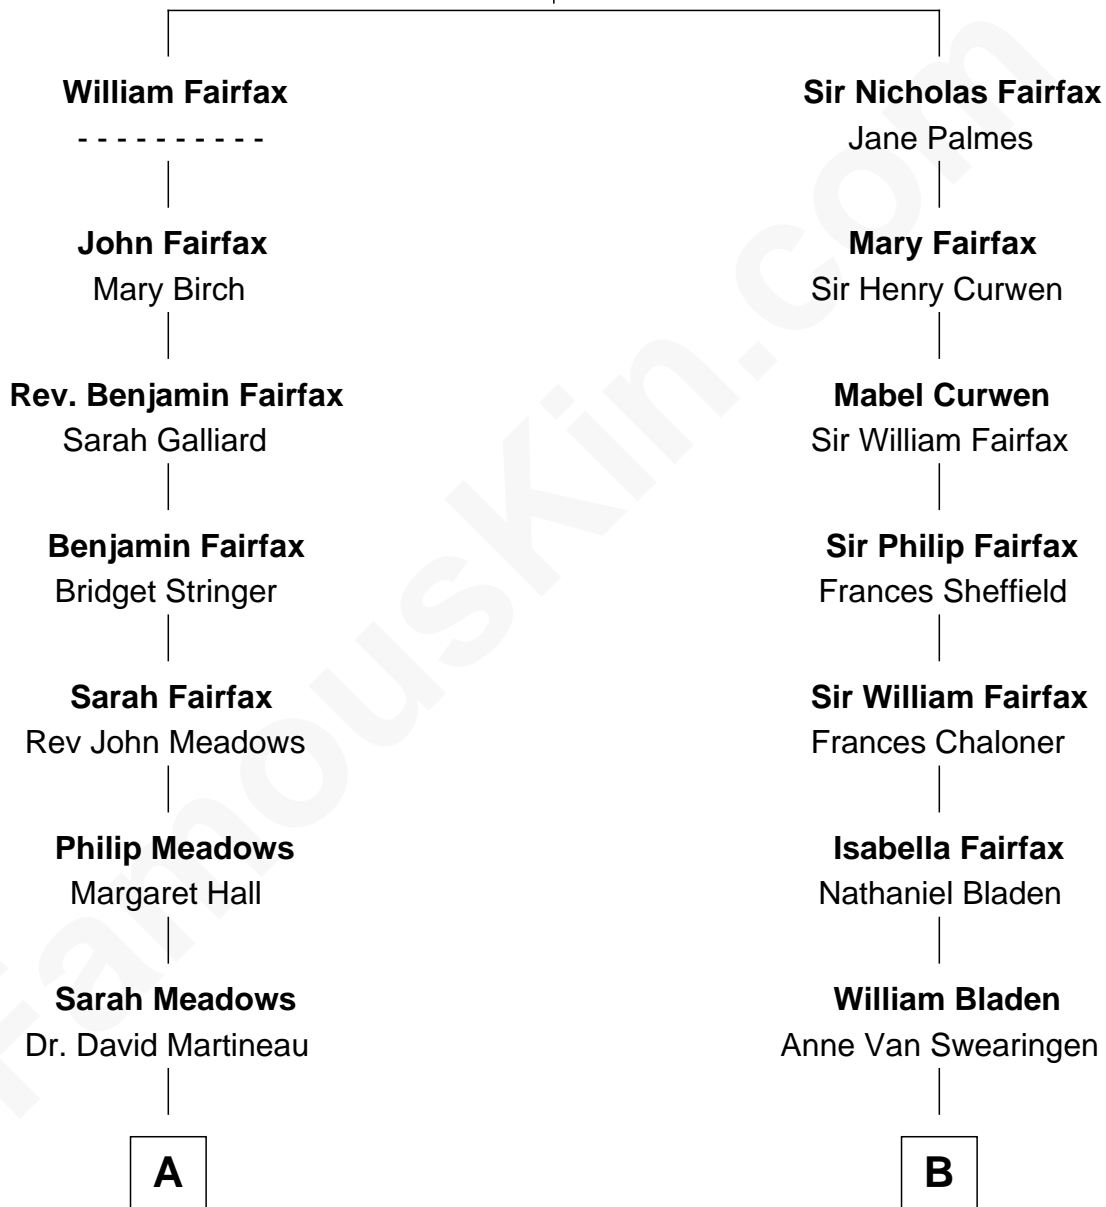 William Fairfax
- - - - - - - - - -
John Fairfax
Mary Birch
Rev. Benjamin Fairfax
Sarah Galliard
Benjamin Fairfax
Bridget Stringer
Sarah Fairfax
Rev John Meadows
Philip Meadows
Margaret Hall
Sarah Meadows
Dr. David Martineau
A
Sir Nicholas Fairfax
Jane Palmes
Mary Fairfax
Sir Henry Curwen
Mabel Curwen
Sir William Fairfax
Sir Philip Fairfax
Frances Sheffield
Sir William Fairfax
Frances Chaloner
Isabella Fairfax
Nathaniel Bladen
William Bladen
Anne Van Swearingen
B
FamousKin.com